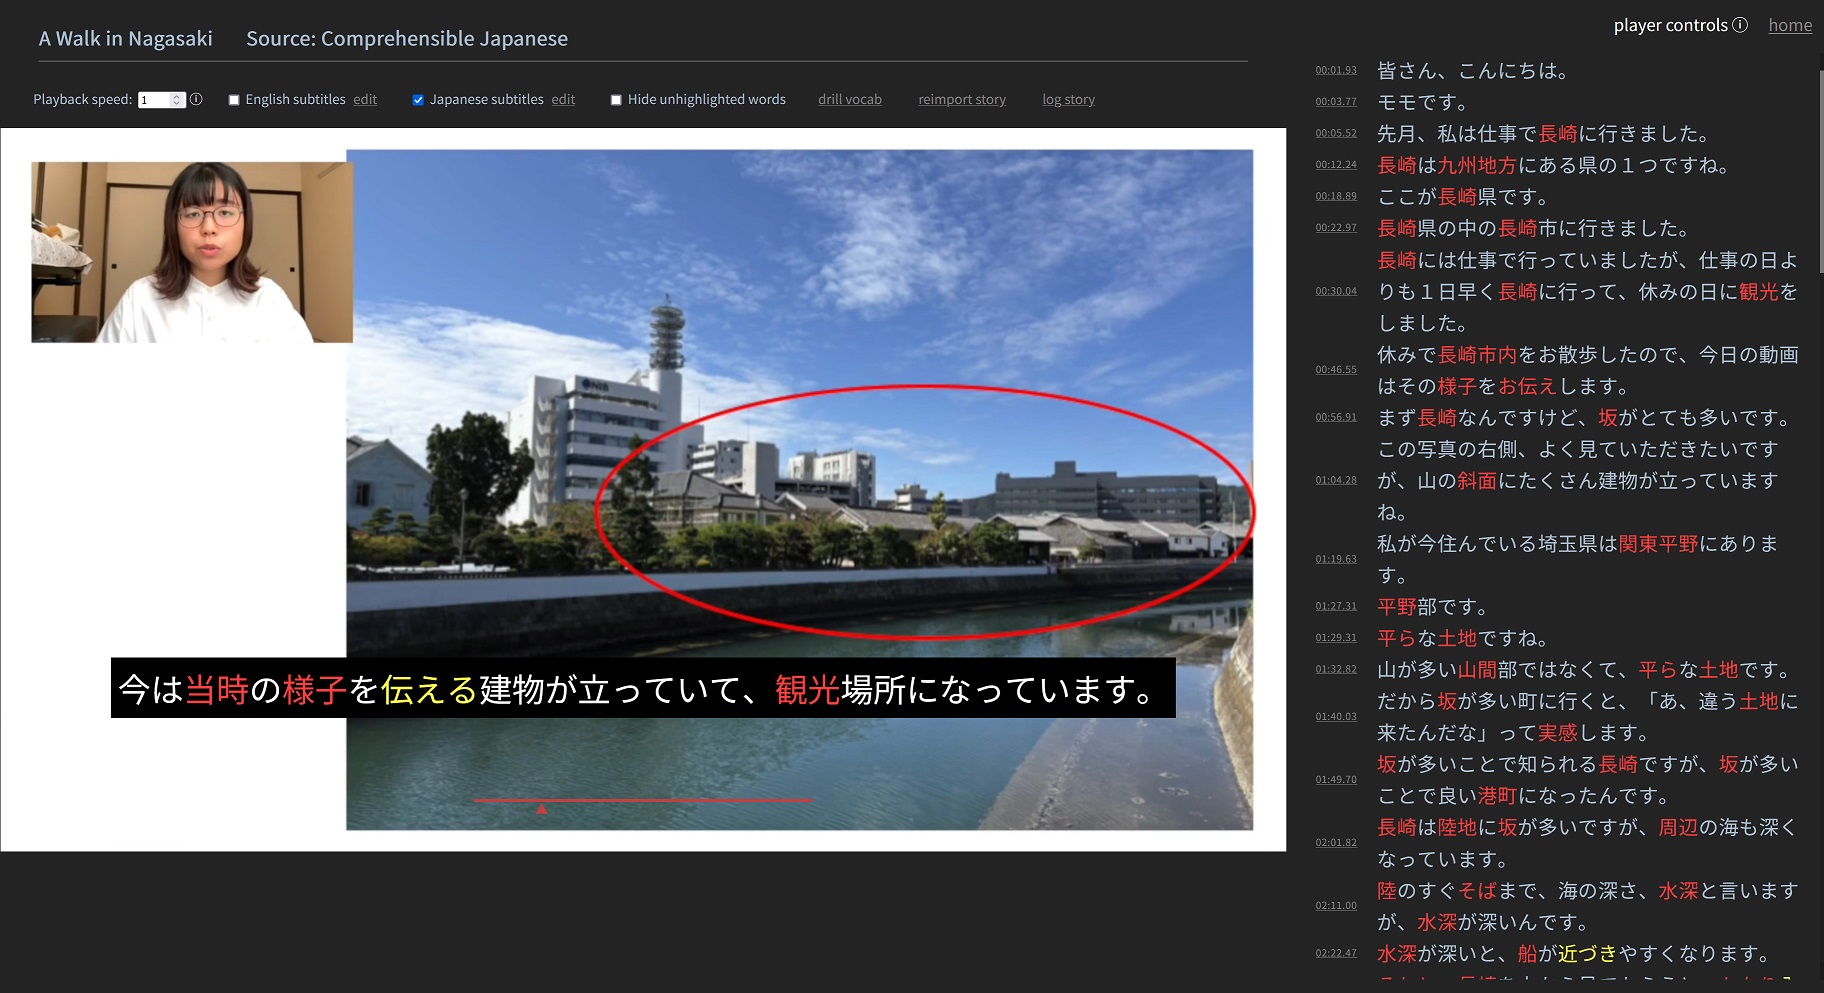 A Walk in Nagasaki Source: Comprehensible Japanese
player controls ⓘ home
Playback speed: 1 ⓘ English subtitles edit Japanese subtitles edit Hide unhighlighted words drill vocab reimport story log story
NIB
今は当時の様子を伝える建物が立っていて、観光場所になっています。
00:01.93 皆さん、こんにちは。
00:03.77 モモです。
00:05.52 先月、私は仕事で長崎に行きました。
00:12.24 長崎は九州地方にある県の１つですね。
00:18.89 ここが長崎県です。
00:22.97 長崎県の中の長崎市に行きました。
長崎には仕事で行っていましたが、仕事の日よ
00:30.04 りも１日早く長崎に行って、休みの日に観光を
しました。
休みで長崎市内をお散歩したので、今日の動画
00:46.55
はその様子をお伝えします。
00:56.91 まず長崎なんですけど、坂がとても多いです。
この写真の右側、よく見ていただきたいです
01:04.28 が、山の斜面にたくさん建物が立っています
ね。
私が今住んでいる埼玉県は関東平野にありま
01:19.63
す。
01:27.31 平野部です。
01:29.31 平らな土地ですね。
01:32.82 山が多い山間部ではなくて、平らな土地です。
だから坂が多い町に行くと、「あ、違う土地に
01:40.03
来たんだな」って実感します。
坂が多いことで知られる長崎ですが、坂が多い
01:49.70
ことで良い港町になったんです。
長崎は陸地に坂が多いですが、周辺の海も深く
02:01.82
なっています。
陸のすぐそばまで、海の深さ、水深と言います
02:11.00
が、水深が深いんです。
02:22.47 水深が深いと、船が近づきやすくなります。